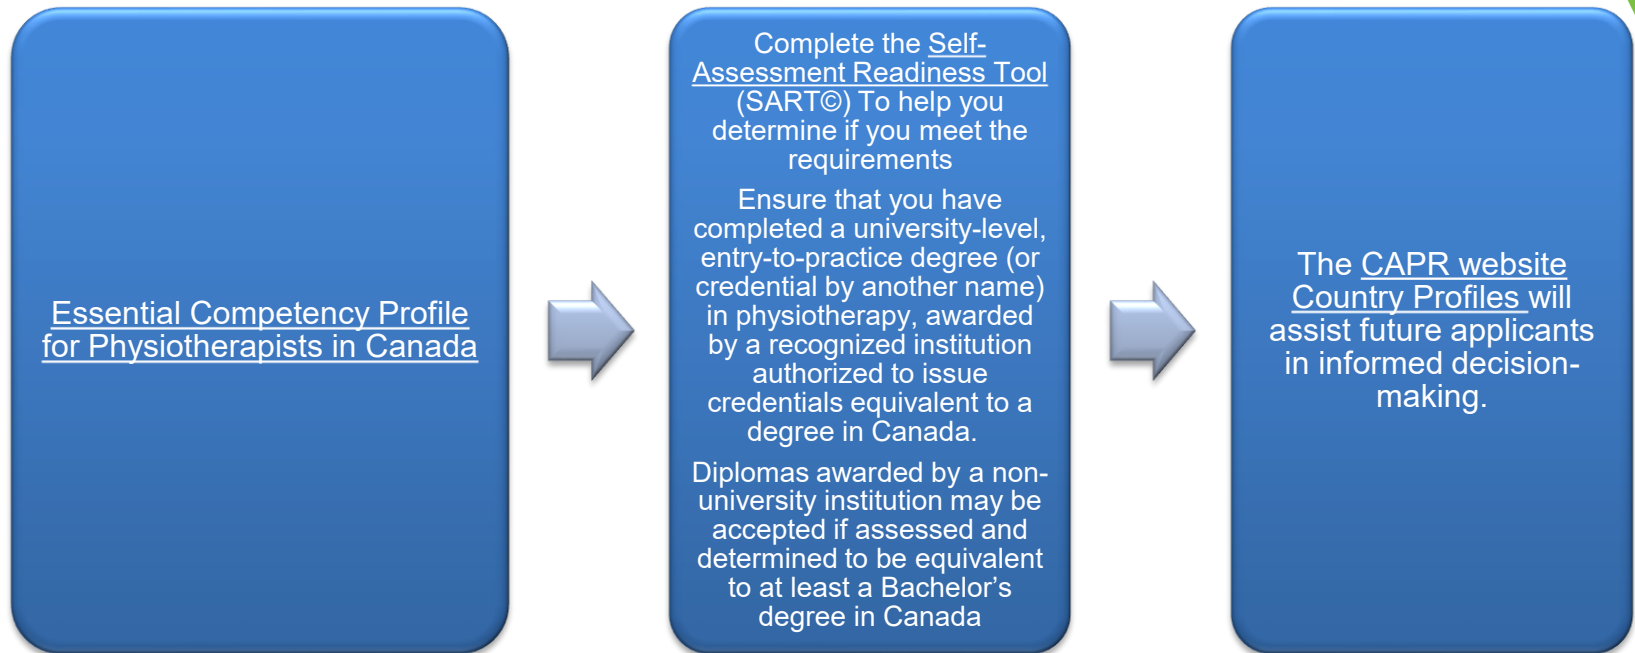 Essential Competency Profile
for Physiotherapists in Canada
Complete the Self-
Assessment Readiness Tool
(SART©) To help you
determine if you meet the
requirements
Ensure that you have
completed a university-level,
entry-to-practice degree (or
credential by another name)
in physiotherapy, awarded
by a recognized institution
authorized to issue
credentials equivalent to a
degree in Canada.
Diplomas awarded by a non-
university institution may be
accepted if assessed and
determined to be equivalent
to at least a Bachelor’s
degree in Canada
The CAPR website
Country Profiles will
assist future applicants
in informed decision-
making.